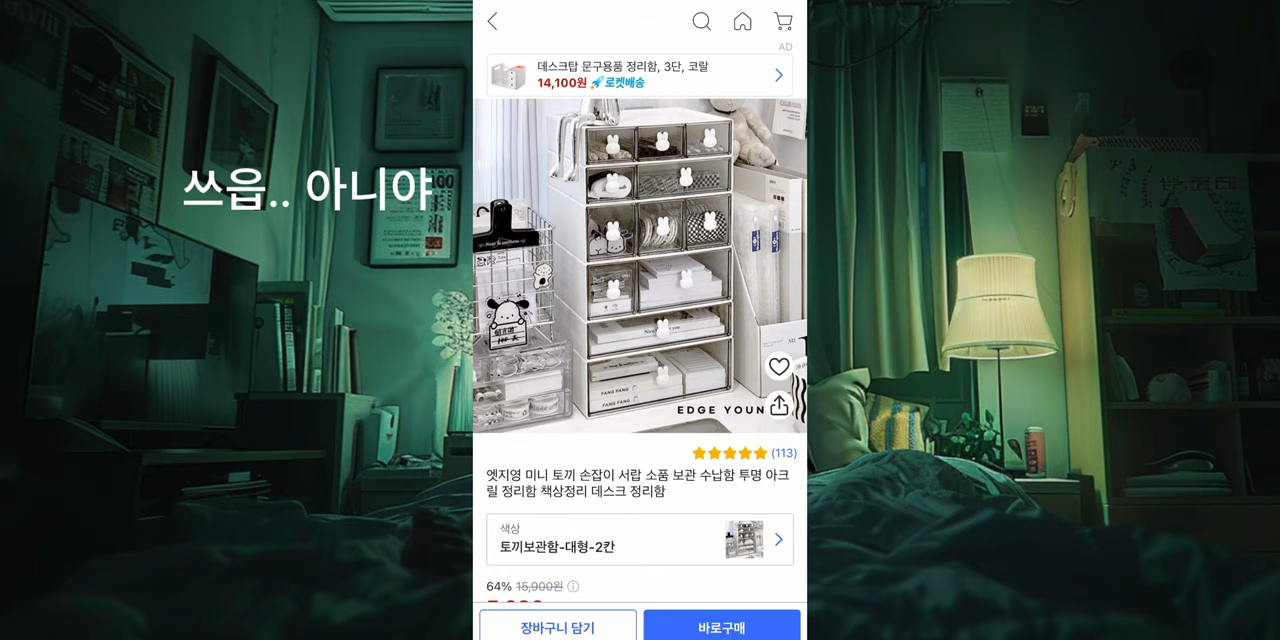 쓰읍.. 아니야
AD
데스크탑 문구용품 정리함, 3단, 코랄
14,100원 로켓배송
EDGE YOUN
(113)
엣지영 미니 토끼 손잡이 서랍 소품 보관 수납함 투명 아크
릴 정리함 책상정리 데스크 정리함
색상
토끼보관함-대형-2칸
64% 15,900원
장바구니 담기
바로구매